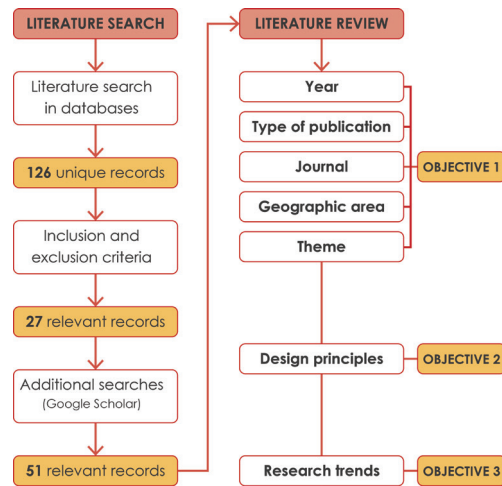 LITERATURE SEARCH
Literature search
in databases
126 unique records
Inclusion and
exclusion criteria
27 relevant records
Additional searches
(Google Scholar)
51 relevant records
LITERATURE REVIEW
Year
Type of publication
Journal
Geographic area
Theme
OBJECTIVE 1
Design principles
OBJECTIVE 2
Research trends
OBJECTIVE 3